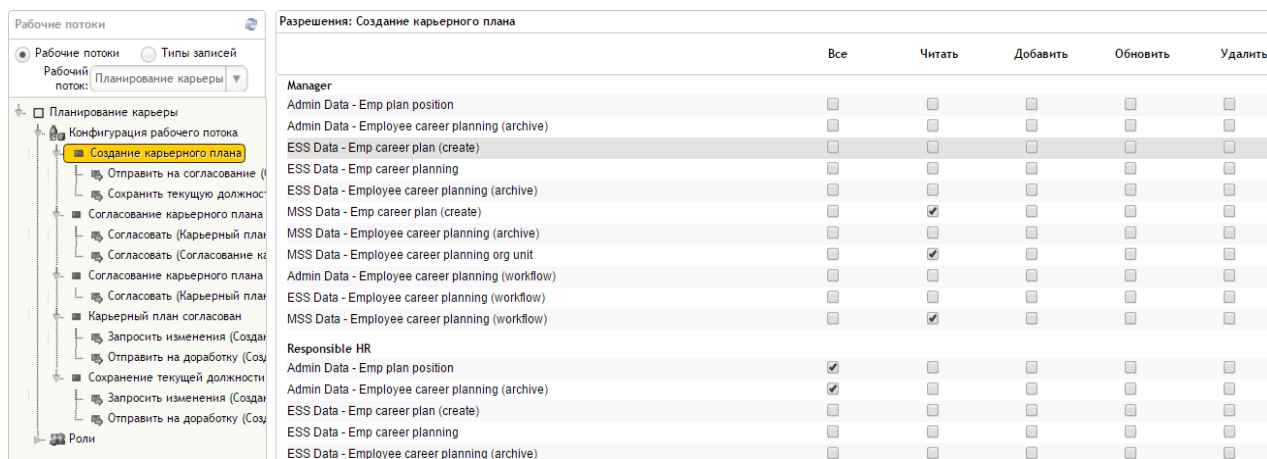 Рабочие потоки
Рабочие потоки Типы записей
Рабочий поток: Планирование карьеры
Планирование карьеры
Конфигурация рабочего потока
Создание карьерного плана
Отправить на согласование (
Сохранить текущую должност
Согласование карьерного плана
Согласовать (Карьерный план
Согласовать (Согласование ка
Согласование карьерного плана
Согласовать (Карьерный план
Карьерный план согласован
Запросить изменения (Создан
Отправить на доработку (Созд
Сохранение текущей должности
Запросить изменения (Создан
Отправить на доработку (Созд
Роли
Разрешения: Создание карьерного плана
Все Читать Добавить Обновить Удалить
Manager
Admin Data - Emp plan position
Admin Data - Employee career planning (archive)
ESS Data - Emp career plan (create)
ESS Data - Emp career planning
ESS Data - Employee career planning (archive)
MSS Data - Emp career plan (create)
MSS Data - Employee career planning (archive)
MSS Data - Employee career planning org unit
Admin Data - Employee career planning (workflow)
ESS Data - Employee career planning (workflow)
MSS Data - Employee career planning (workflow)
Responsible HR
Admin Data - Emp plan position
Admin Data - Employee career planning (archive)
ESS Data - Emp career plan (create)
ESS Data - Emp career planning
ESS Data - Employee career planning (archive)